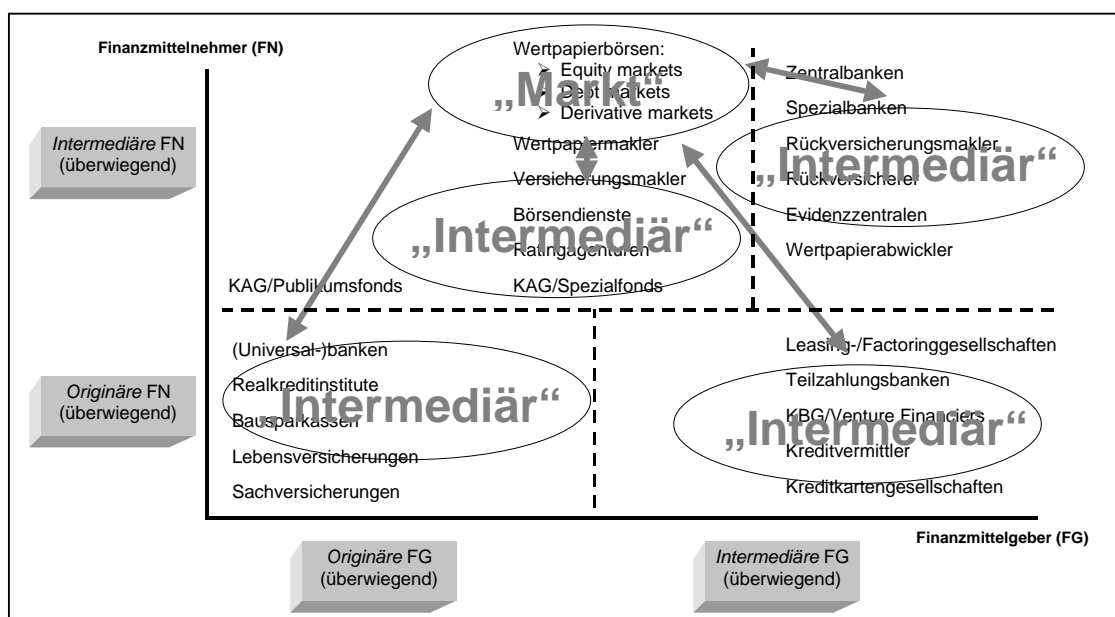 Finanzmittelnehmer (FN)
Wertpapierbörsen:
➢ Equity markets
➢ Debt markets
➢ Derivative markets
„Markt“
Wertpapiermakler
Versicherungsmakler
Börsendienste
„Intermediär“
Ratingagenturen
KAG/Publikumsfonds
KAG/Spezialfonds
Zentralbanken
Spezialbanken
Rückversicherungsmakler
„Intermediär“
Rückversicherer
Evidenzzentralen
Wertpapierabwickler
Intermediäre FN
(überwiegend)
Originäre FN
(überwiegend)
(Universal-)banken
Realkreditinstitute
„Intermediär“
Bausparkassen
Lebensversicherungen
Sachversicherungen
Leasing-/Factoringgesellschaften
Teilzahlungsbanken
KBG/Venture Financiers
„Intermediär“
Kreditvermittler
Kreditkartengesellschaften
Finanzmittelgeber (FG)
Originäre FG
(überwiegend)
Intermediäre FG
(überwiegend)